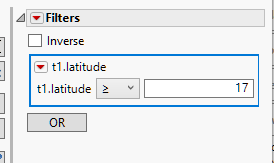 Filters
Inverse
t1.latitude
t1.latitude ≥ 17
OR